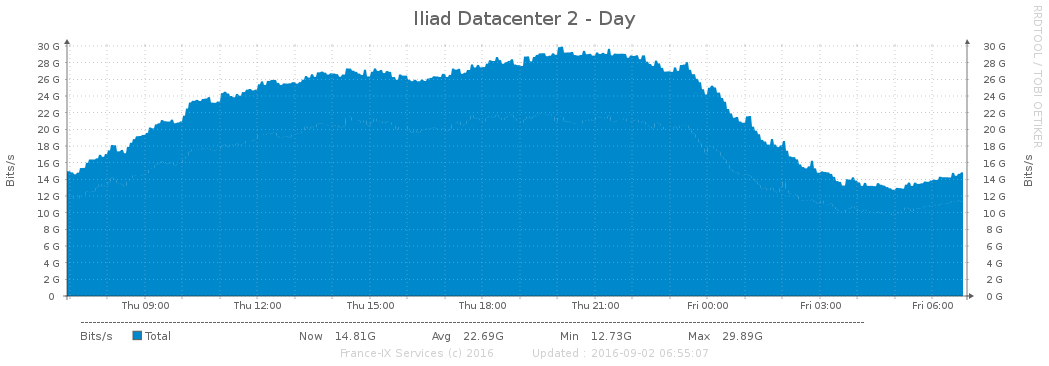 Iliad Datacenter 2 - Day
RRDTOOL / TOBI OETIKER
Bits/s
Bits/s
30 G 30 G
28 G 28 G
26 G 26 G
24 G 24 G
22 G 22 G
20 G 20 G
18 G 18 G
16 G 16 G
14 G 14 G
12 G 12 G
10 G 10 G
8 G 8 G
6 G 6 G
4 G 4 G
2 G 2 G
0 0 G
Thu 09:00 Thu 12:00 Thu 15:00 Thu 18:00 Thu 21:00 Fri 00:00 Fri 03:00 Fri 06:00
Bits/s Total Now 14.81G Avg 22.69G Min 12.73G Max 29.89G
France-IX Services (c) 2016 Updated : 2016-09-02 06:55:07